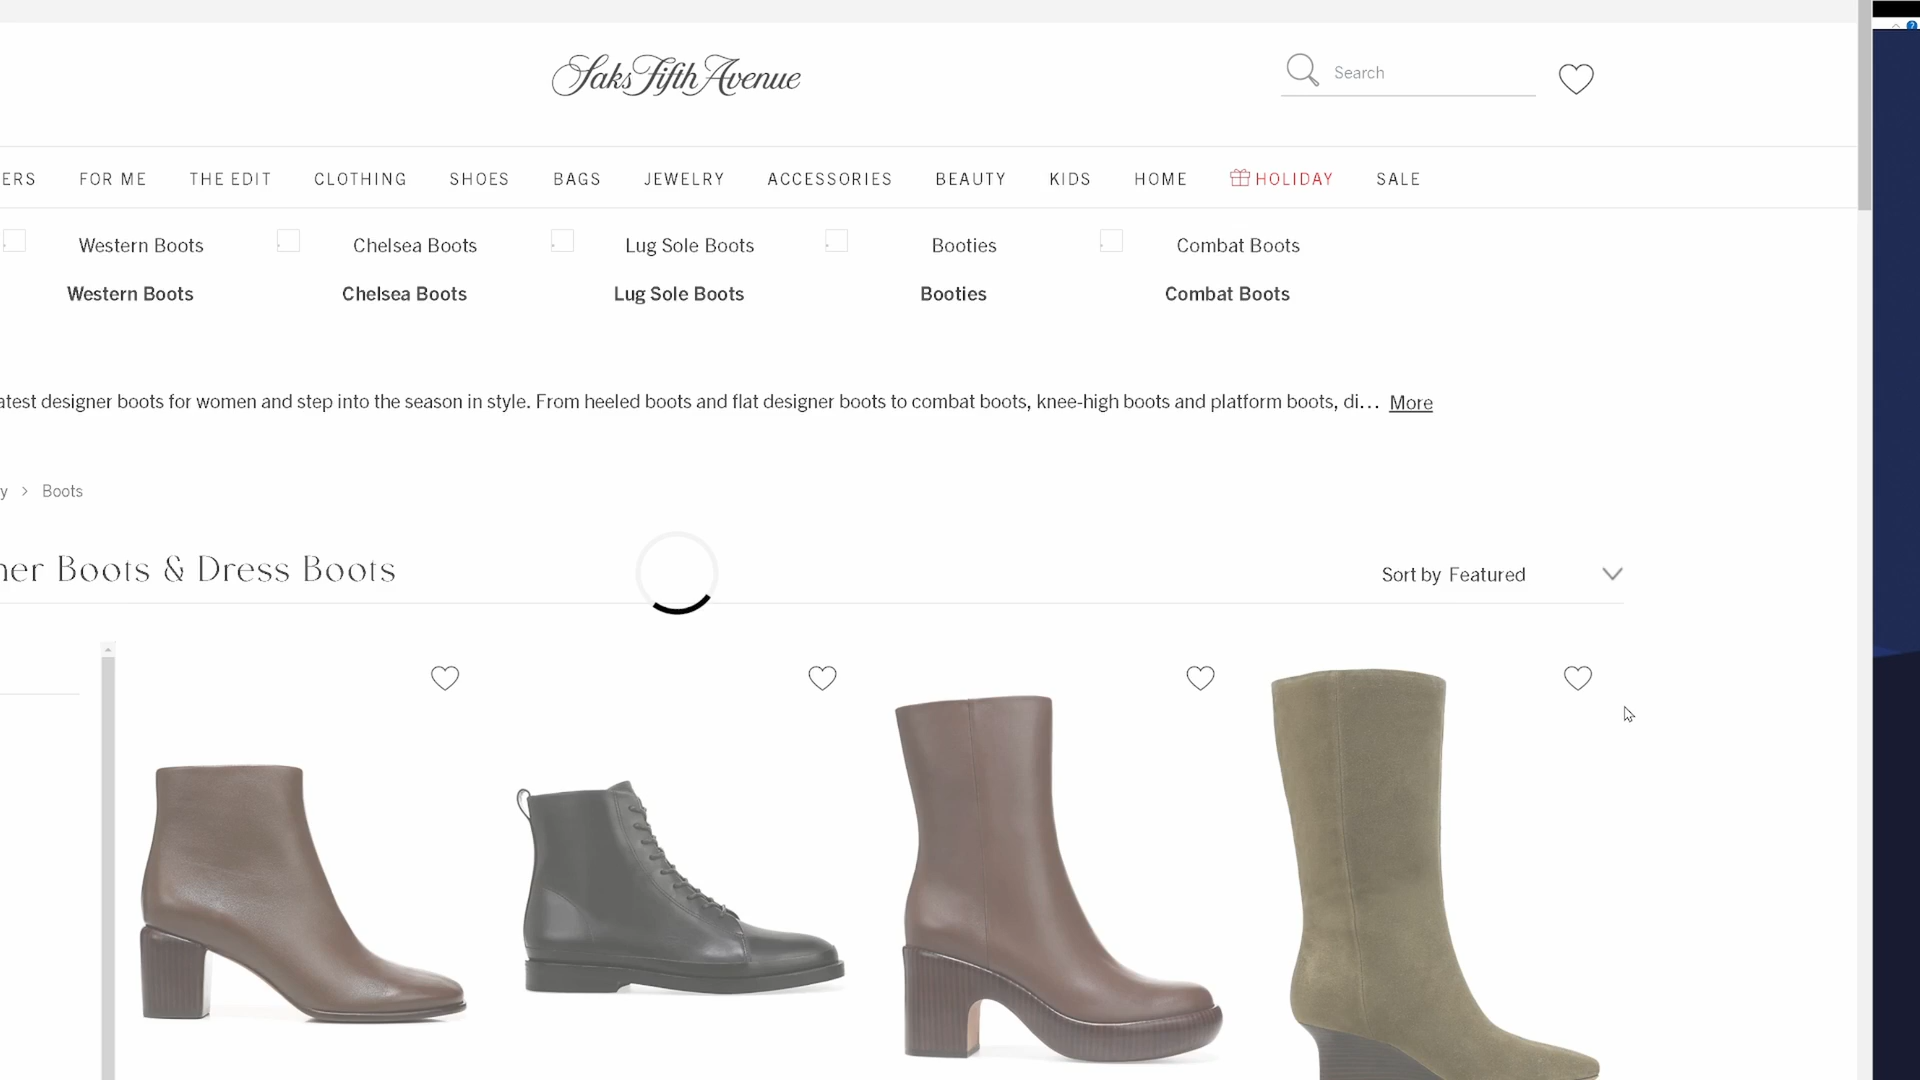 Saks Fifth Avenue
Search
ERS FOR ME THE EDIT CLOTHING SHOES BAGS JEWELRY ACCESSORIES BEAUTY KIDS HOME HOLIDAY SALE
Western Boots Chelsea Boots Lug Sole Boots Booties Combat Boots
Western Boots Chelsea Boots Lug Sole Boots Booties Combat Boots
atest designer boots for women and step into the season in style. From heeled boots and flat designer boots to combat boots, knee-high boots and platform boots, di... More
y > Boots
ner Boots & Dress Boots
Sort by Featured